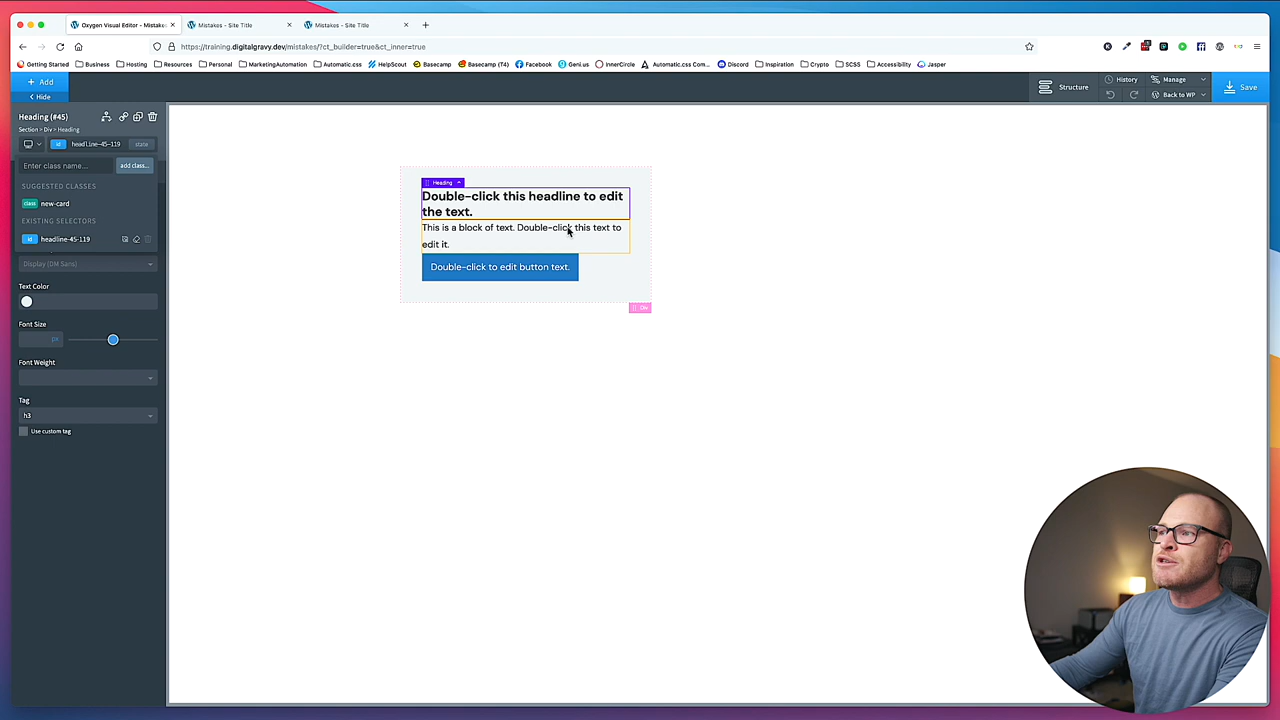 Oxygen Visual Editor - Mistake
Mistakes - Site Title
Mistakes - Site Title
https://training.digitalgravy.dev/mistakes/?ct_builder=true&ct_inner=true
Getting Started
Business
Hosting
Resources
Personal
MarketingAutomation
Automatic.css
HelpScout
Basecamp
Basecamp (T4)
Facebook
Geni.us
InnerCircle
Automatic.css Com...
Discord
Inspiration
Crypto
SCSS
Accessibility
Jasper
+ Add
< Hide
Structure
History
Manage
Back to WP
Save
Heading (#45)
Section > Div > Heading
id
headline-45-119
state
Enter class name...
add class...
SUGGESTED CLASSES
class
new-card
EXISTING SELECTORS
id
headline-45-119
Display (DM Sans)
Text Color
Font Size
px
Font Weight
Tag
h3
Use custom tag
Heading
Double-click this headline to edit
the text.
This is a block of text. Double-click this text to
edit it.
Double-click to edit button text.
Div